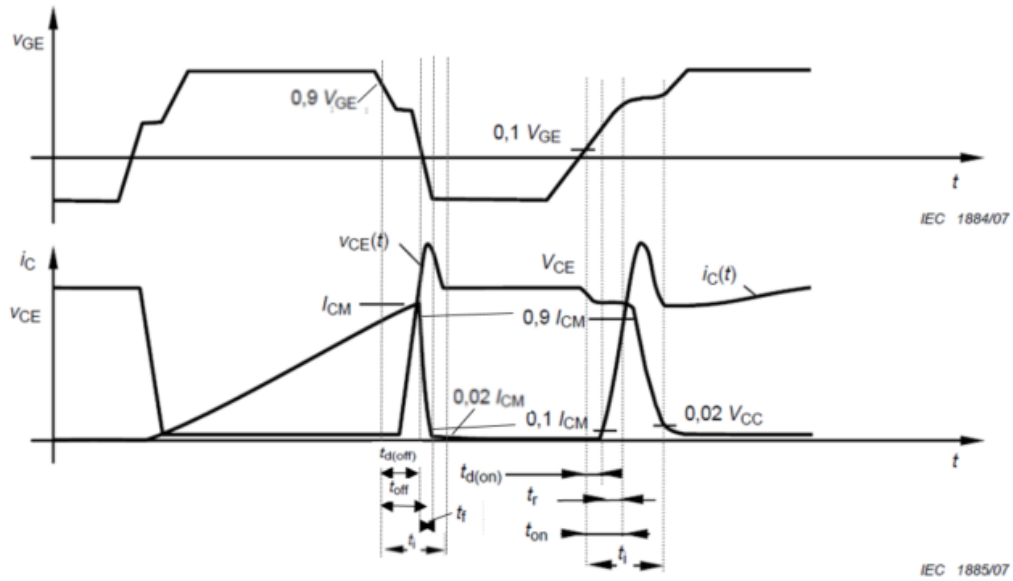 vGE
0,9 VGE
0,1 VGE
t
IEC 1884/07
iC
vCE
vCE(t)
VCE
iC(t)
ICM
0,9 ICM
0,02 ICM
0,1 ICM
0,02 VCC
t
td(off)
toff
tf
ti
td(on)
tr
ton
ti
IEC 1885/07